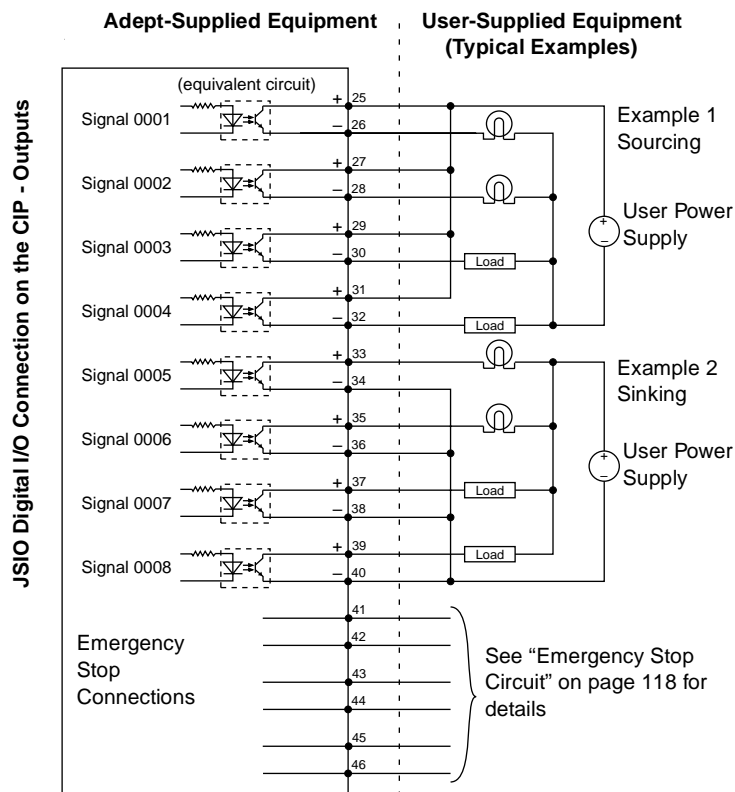 Adept-Supplied Equipment
User-Supplied Equipment
(Typical Examples)
JSIO Digital I/O Connection on the CIP - Outputs
(equivalent circuit)
Signal 0001
+ 25
– 26
Example 1
Sourcing
Signal 0002
+ 27
– 28
User Power
Supply
+
–
Signal 0003
+ 29
– 30
Load
Signal 0004
+ 31
– 32
Load
Signal 0005
+ 33
– 34
Example 2
Sinking
Signal 0006
+ 35
– 36
User Power
Supply
+
–
Signal 0007
+ 37
– 38
Load
Signal 0008
+ 39
– 40
Load
Emergency
Stop
Connections
41
42
43
44
45
46
See “Emergency Stop
Circuit” on page 118 for
details